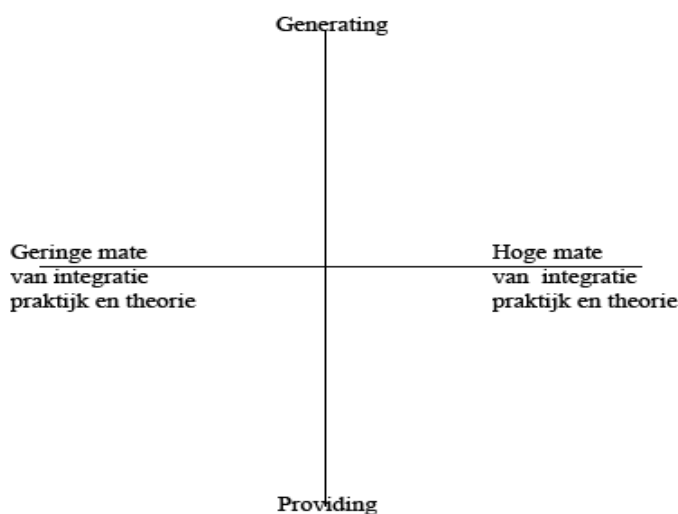 Generating
Geringe mate
van integratie
praktijk en theorie
Hoge mate
van integratie
praktijk en theorie
Providing